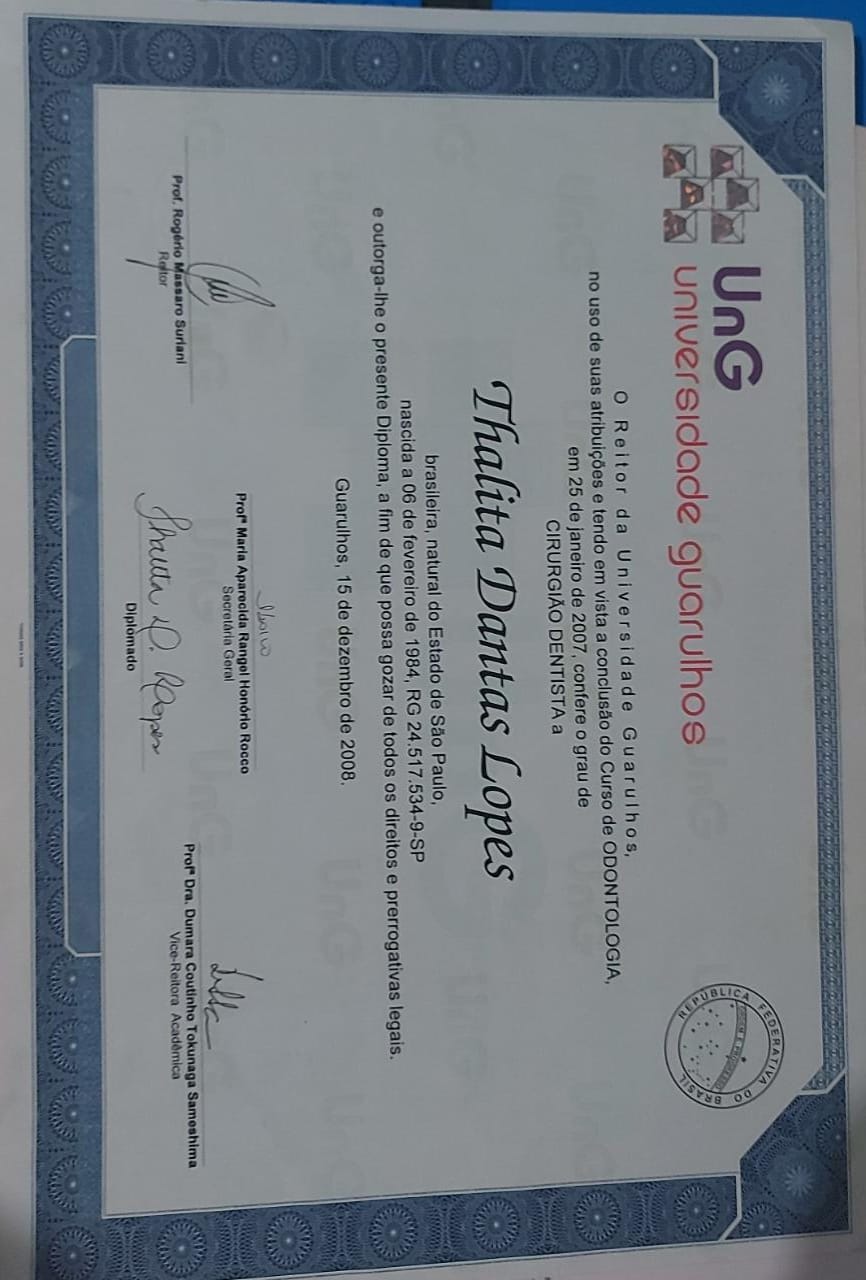 UnG
universidade guarulhos
REPÚBLICA FEDERATIVA DO BRASIL
O Reitor da Universidade Guarulhos,
no uso de suas atribuições e tendo em vista a conclusão do Curso de ODONTOLOGIA,
em 25 de janeiro de 2007, confere o grau de
CIRURGIÃO DENTISTA a
Thalita Dantas Lopes
brasileira, natural do Estado de São Paulo,
nascida a 06 de fevereiro de 1984, RG 24.517.534-9-SP
e outorga-lhe o presente Diploma, a fim de que possa gozar de todos os direitos e prerrogativas legais.
Guarulhos, 15 de dezembro de 2008.
Prof. Rogério Massaro Suriani
Reitor
Profª Maria Aparecida Rangel Honório Rocco
Secretária Geral
Profª Dra. Dumara Coutinho Tokunaga Sameshima
Vice-Reitora Acadêmica
Thalita D. Lopes
Diplomado